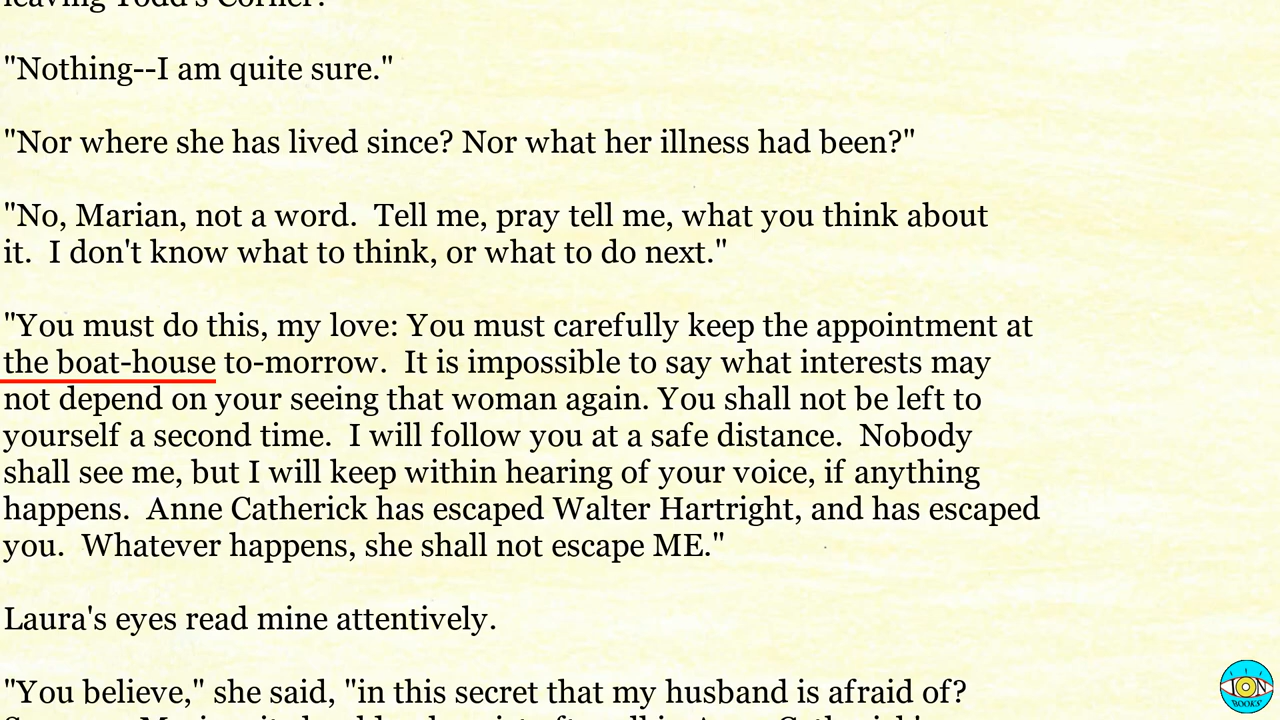 leaving Todd's Corner?
"Nothing--I am quite sure."
"Nor where she has lived since? Nor what her illness had been?"
"No, Marian, not a word.  Tell me, pray tell me, what you think about
it.  I don't know what to think, or what to do next."
"You must do this, my love: You must carefully keep the appointment at
the boat-house to-morrow.  It is impossible to say what interests may
not depend on your seeing that woman again. You shall not be left to
yourself a second time.  I will follow you at a safe distance.  Nobody
shall see me, but I will keep within hearing of your voice, if anything
happens.  Anne Catherick has escaped Walter Hartright, and has escaped
you.  Whatever happens, she shall not escape ME."
Laura's eyes read mine attentively.
"You believe," she said, "in this secret that my husband is afraid of?
ION
BOOKS